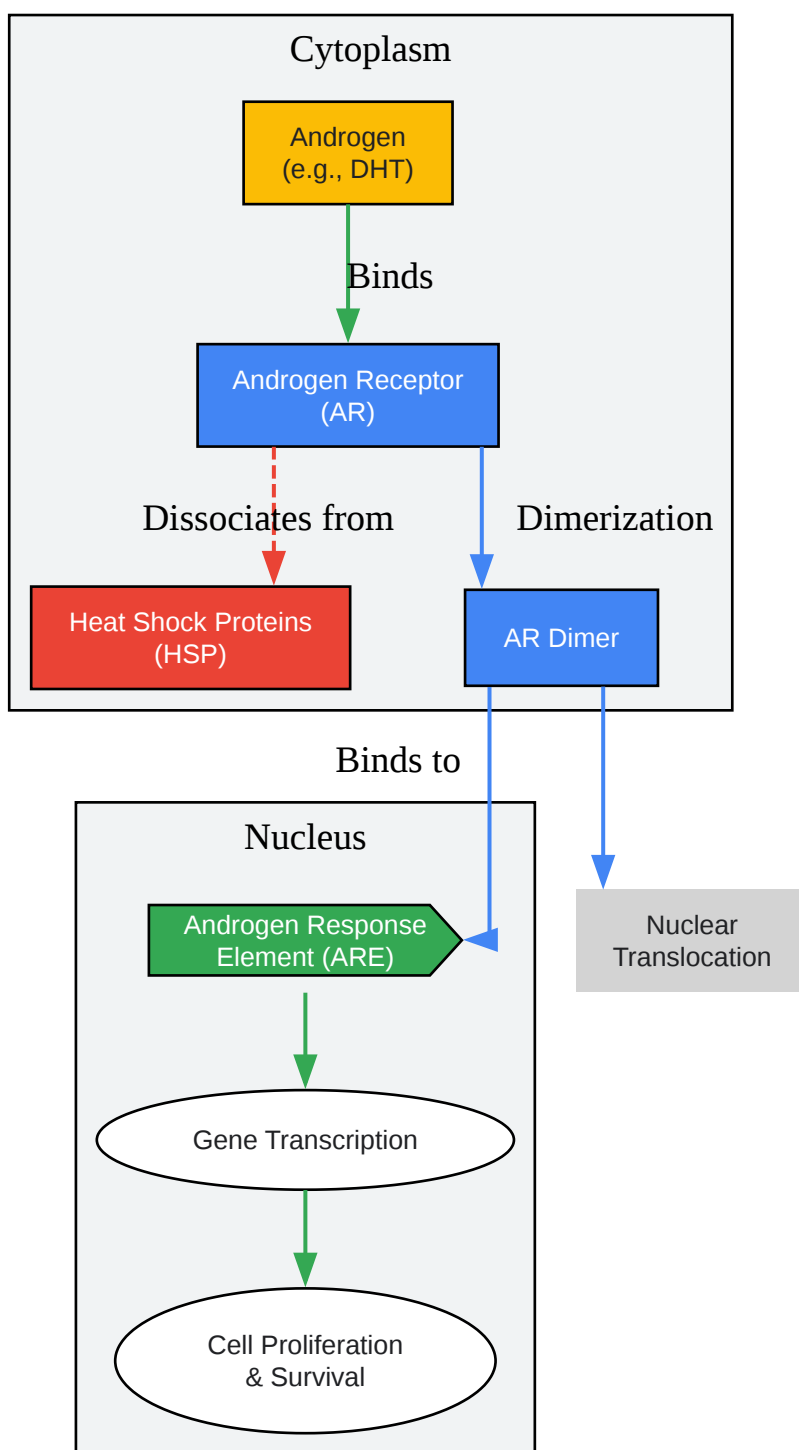 Cytoplasm
Androgen
(e.g., DHT)
Binds
Androgen Receptor
(AR)
Dissociates from
Dimerization
Heat Shock Proteins
(HSP)
AR Dimer
Binds to
Nucleus
Androgen Response
Element (ARE)
Nuclear
Translocation
Gene Transcription
Cell Proliferation
& Survival